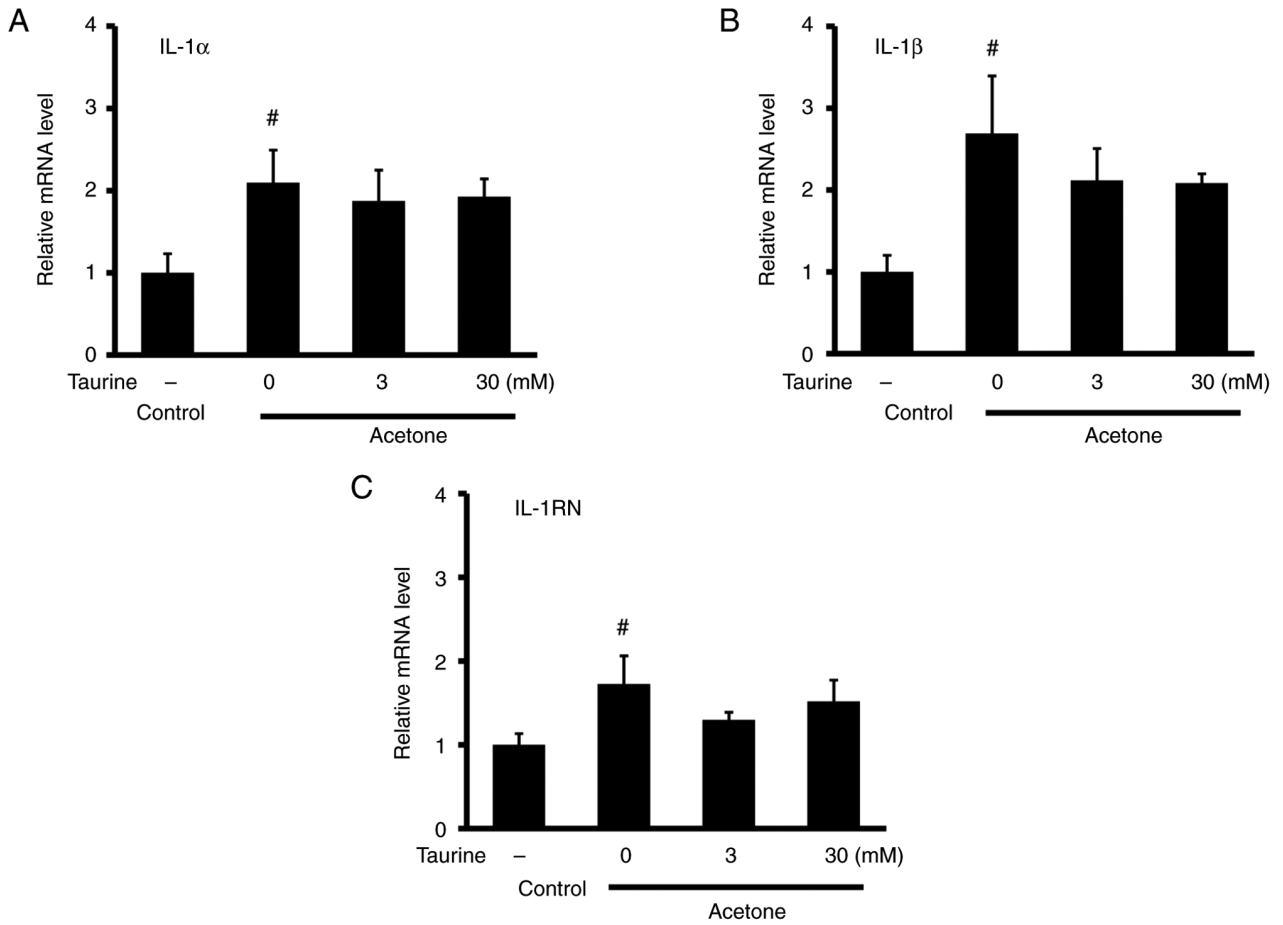 A
IL-1α
Relative mRNA level
4
3
2
1
0
#
Taurine – 0 3 30 (mM)
Control
Acetone
B
IL-1β
Relative mRNA level
4
3
2
1
0
#
Taurine – 0 3 30 (mM)
Control
Acetone
C
IL-1RN
Relative mRNA level
4
3
2
1
0
#
Taurine – 0 3 30 (mM)
Control
Acetone